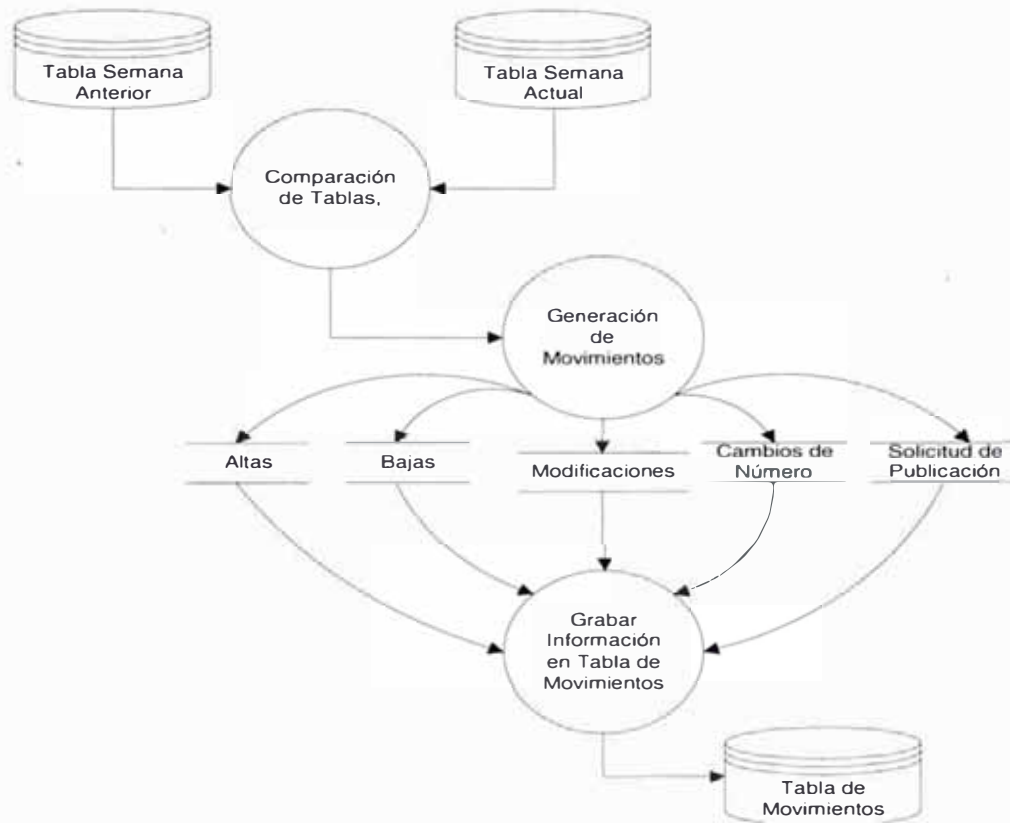 Tabla Semana
Anterior
Tabla Semana
Actual
Comparación
de Tablas,
Generación
de
Movimientos
Altas
Bajas
Modificaciones
Cambios de
Número
Solicitud de
Publicación
Grabar
Información
en Tabla de
Movimientos
Tabla de
Movimientos